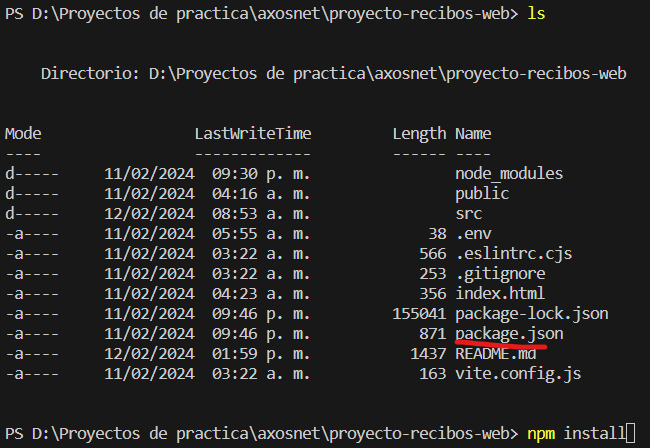 PS D:\Proyectos de practica\axosnet\proyecto-recibos-web> ls
Directorio: D:\Proyectos de practica\axosnet\proyecto-recibos-web
Mode LastWriteTime Length Name
---- ------------- ------ ----
d----- 11/02/2024 09:30 p. m. node_modules
d----- 11/02/2024 04:16 a. m. public
d----- 12/02/2024 08:53 a. m. src
-a---- 11/02/2024 05:55 a. m. 38 .env
-a---- 11/02/2024 03:22 a. m. 566 .eslintrc.cjs
-a---- 11/02/2024 03:22 a. m. 253 .gitignore
-a---- 11/02/2024 04:23 a. m. 356 index.html
-a---- 11/02/2024 09:46 p. m. 155041 package-lock.json
-a---- 11/02/2024 09:46 p. m. 871 package.json
-a---- 12/02/2024 01:59 p. m. 1437 README.md
-a---- 11/02/2024 03:22 a. m. 163 vite.config.js
PS D:\Proyectos de practica\axosnet\proyecto-recibos-web> npm install